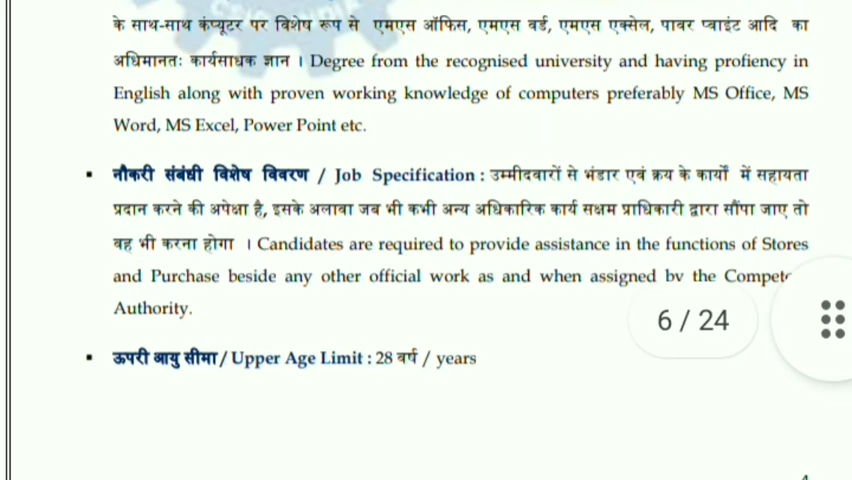 के साथ-साथ कंप्यूटर पर विशेष रूप से एमएस ऑफिस, एमएस वर्ड, एमएस एक्सेल, पावर प्वाइंट आदि का
अधिमानतः कार्यसाधक ज्ञान । Degree from the recognised university and having profiency in
English along with proven working knowledge of computers preferably MS Office, MS
Word, MS Excel, Power Point etc.
▪ नौकरी संबंधी विशेष विवरण / Job Specification : उम्मीदवारों से भंडार एवं क्रय के कार्यों में सहायता
प्रदान करने की अपेक्षा है, इसके अलावा जब भी कभी अन्य अधिकारिक कार्य सक्षम प्राधिकारी द्वारा सौंपा जाए तो
वह भी करना होगा । Candidates are required to provide assistance in the functions of Stores
and Purchase beside any other official work as and when assigned by the Compete
Authority.
6 / 24
▪ ऊपरी आयु सीमा/ Upper Age Limit : 28 वर्ष / years